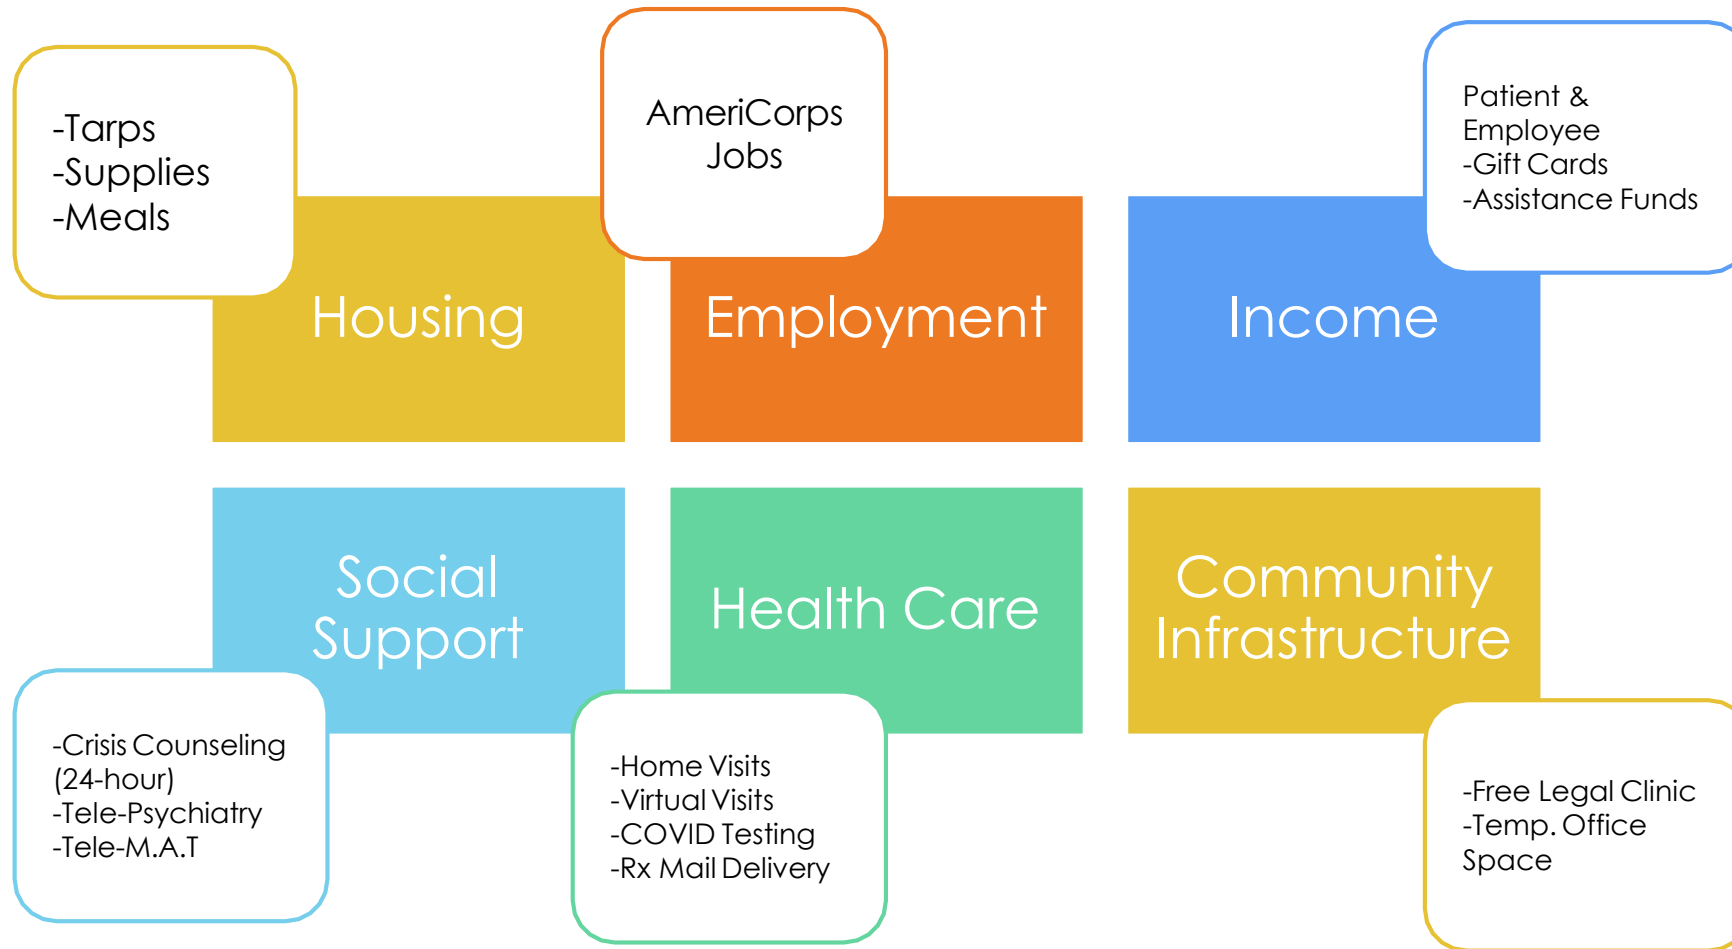 -Tarps
-Supplies
-Meals
Housing
AmeriCorps
Jobs
Employment
Patient &
Employee
-Gift Cards
-Assistance Funds
Income
Social
Support
-Crisis Counseling
(24-hour)
-Tele-Psychiatry
-Tele-M.A.T
Health Care
-Home Visits
-Virtual Visits
-COVID Testing
-Rx Mail Delivery
Community
Infrastructure
-Free Legal Clinic
-Temp. Office
Space